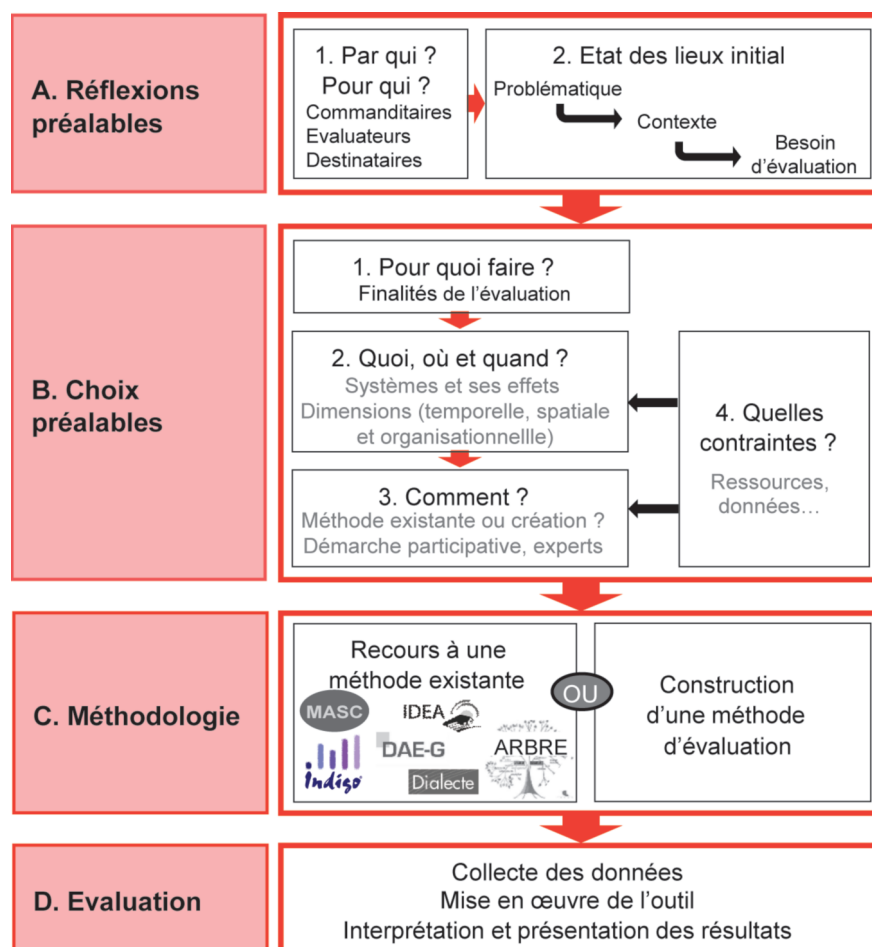 A. Réflexions
préalables
1. Par qui ?
Pour qui ?
Commanditaires
Evaluateurs
Destinataires
2. Etat des lieux initial
Problématique
Contexte
Besoin
d'évaluation
B. Choix
préalables
1. Pour quoi faire ?
Finalités de l'évaluation
2. Quoi, où et quand ?
Systèmes et ses effets
Dimensions (temporelle, spatiale
et organisationnellle)
3. Comment ?
Méthode existante ou création ?
Démarche participative, experts
4. Quelles
contraintes ?
Ressources,
données...
C. Méthodologie
Recours à une
méthode existante
MASC
IDEA
Indigo
DAE-G
Dialecte
ARBRE
OU
Construction
d'une méthode
d'évaluation
D. Evaluation
Collecte des données
Mise en œuvre de l'outil
Interprétation et présentation des résultats